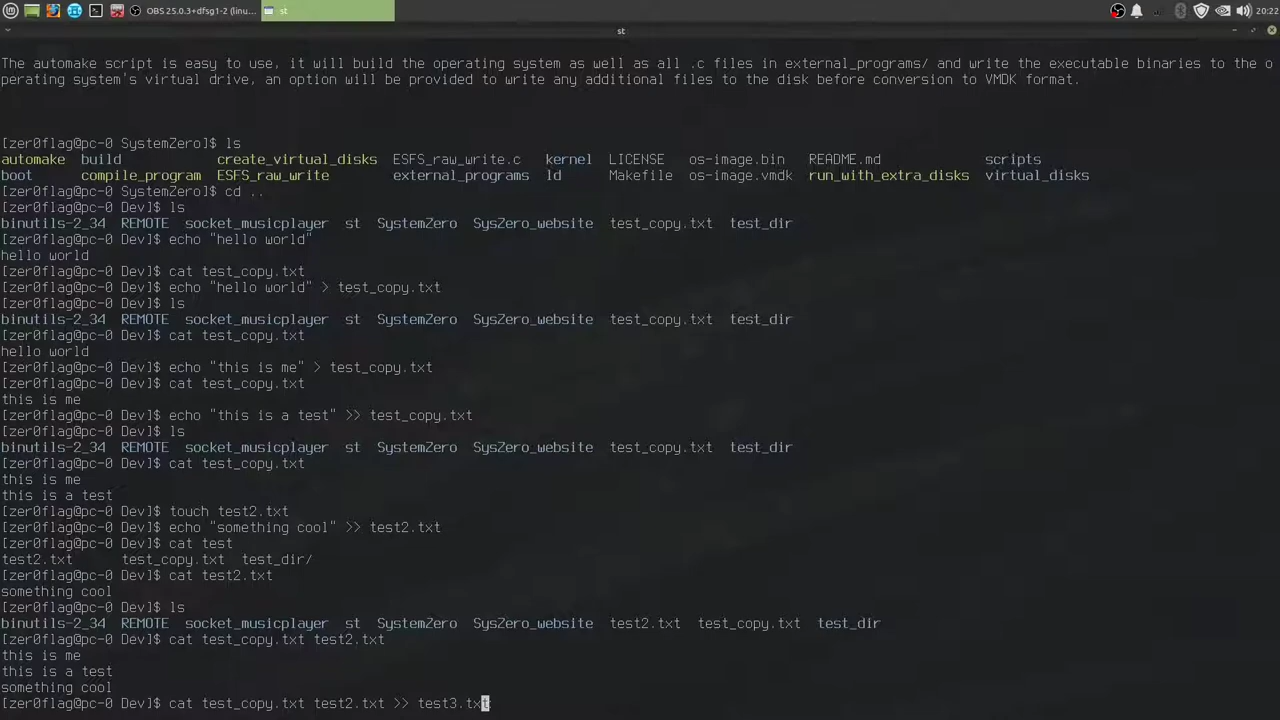 OBS 25.0.3+dfsg1-2 (linu...
st
20:22
st
The automake script is easy to use, it will build the operating system as well as all .c files in external_programs/ and write the executable binaries to the o
perating system's virtual drive, an option will be provided to write any additional files to the disk before conversion to VMDK format.
[zer0flag@pc-0 SystemZero]$ ls
automake build create_virtual_disks ESFS_raw_write.c kernel LICENSE os-image.bin README.md scripts
boot compile_program ESFS_raw_write external_programs ld Makefile os-image.vmdk run_with_extra_disks virtual_disks
[zer0flag@pc-0 SystemZero]$ cd ..
[zer0flag@pc-0 Dev]$ ls
binutils-2_34 REMOTE socket_musicplayer st SystemZero SysZero_website test_copy.txt test_dir
[zer0flag@pc-0 Dev]$ echo "hello world"
hello world
[zer0flag@pc-0 Dev]$ cat test_copy.txt
[zer0flag@pc-0 Dev]$ echo "hello world" > test_copy.txt
[zer0flag@pc-0 Dev]$ ls
binutils-2_34 REMOTE socket_musicplayer st SystemZero SysZero_website test_copy.txt test_dir
[zer0flag@pc-0 Dev]$ cat test_copy.txt
hello world
[zer0flag@pc-0 Dev]$ echo "this is me" > test_copy.txt
[zer0flag@pc-0 Dev]$ cat test_copy.txt
this is me
[zer0flag@pc-0 Dev]$ echo "this is a test" >> test_copy.txt
[zer0flag@pc-0 Dev]$ ls
binutils-2_34 REMOTE socket_musicplayer st SystemZero SysZero_website test_copy.txt test_dir
[zer0flag@pc-0 Dev]$ cat test_copy.txt
this is me
this is a test
[zer0flag@pc-0 Dev]$ touch test2.txt
[zer0flag@pc-0 Dev]$ echo "something cool" >> test2.txt
[zer0flag@pc-0 Dev]$ cat test
test2.txt test_copy.txt test_dir/
[zer0flag@pc-0 Dev]$ cat test2.txt
something cool
[zer0flag@pc-0 Dev]$ ls
binutils-2_34 REMOTE socket_musicplayer st SystemZero SysZero_website test2.txt test_copy.txt test_dir
[zer0flag@pc-0 Dev]$ cat test_copy.txt test2.txt
this is me
this is a test
something cool
[zer0flag@pc-0 Dev]$ cat test_copy.txt test2.txt >> test3.txt